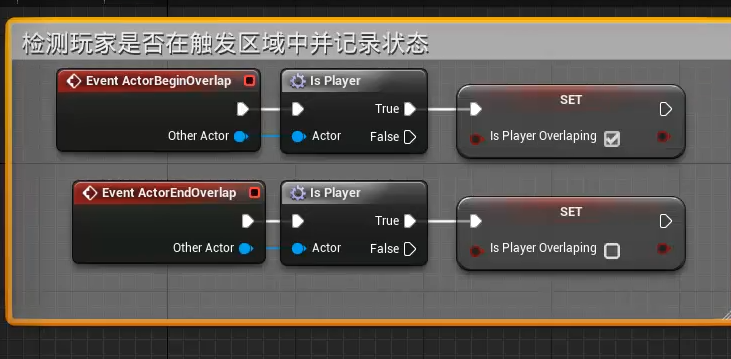 检测玩家是否在触发区域中并记录状态
Event ActorBeginOverlap
Other Actor
Is Player
True
Actor
False
SET
Is Player Overlaping
Event ActorEndOverlap
Other Actor
Is Player
True
Actor
False
SET
Is Player Overlaping